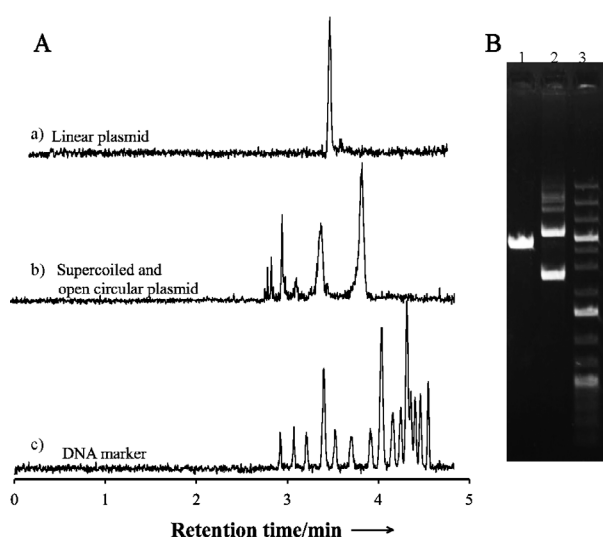 A
B
1 2 3
a) Linear plasmid
b) Supercoiled and
open circular plasmid
c) DNA marker
0 1 2 3 4 5
Retention time/min